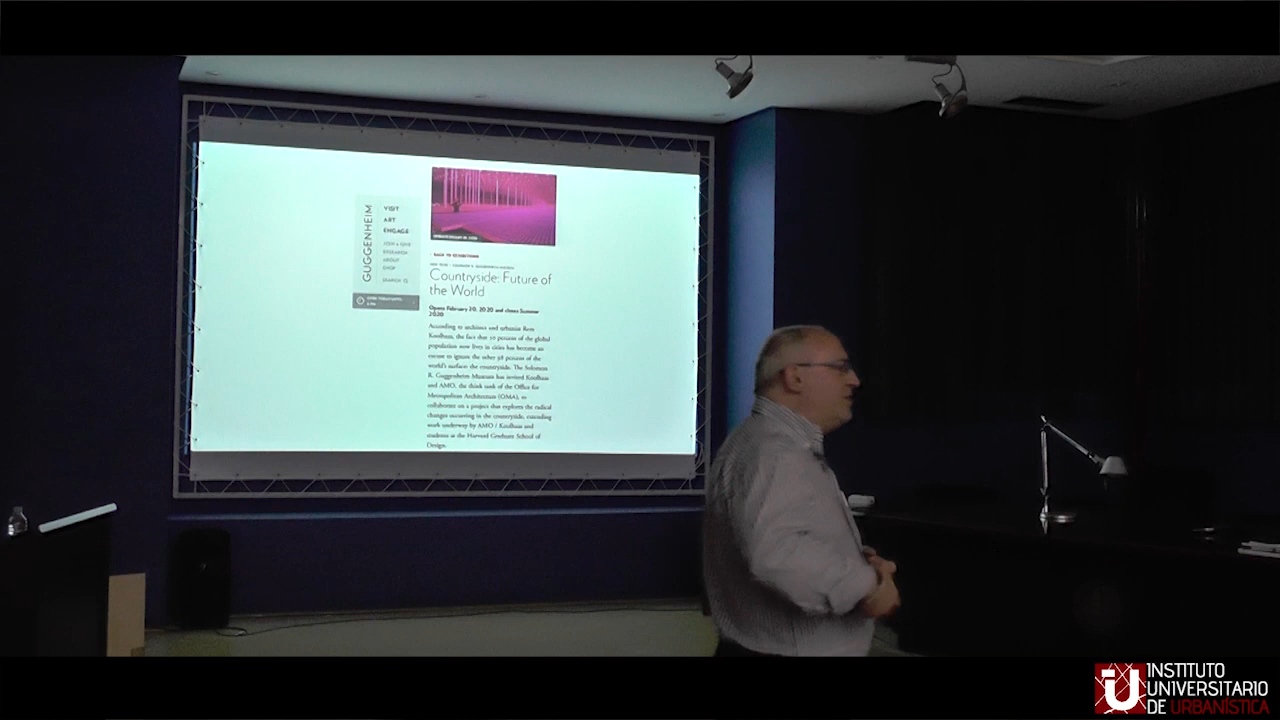 GUGGENHEIM
VISIT
ART
ENGAGE
JOIN & GIVE
RESEARCH
ABOUT
SHOP
SEARCH
BACK TO EXHIBITIONS
Countryside: Future of
the World
Opens February 20, 2020 and closes Summer
2020
According to architect and urbanist Rem
Koolhaas, the fact that 50 percent of the global
population now lives in cities has become an
excuse to ignore the other 98 percent of the
world's surface: the countryside. The Solomon
R. Guggenheim Museum has invited Koolhaas
and AMO, the think tank of the Office for
Metropolitan Architecture (OMA), to
collaborate on a project that explores the radical
changes occurring in the countryside, extending
work underway by AMO / Koolhaas and
students at the Harvard Graduate School of
Design.
INSTITUTO
UNIVERSITARIO
DE URBANÍSTICA